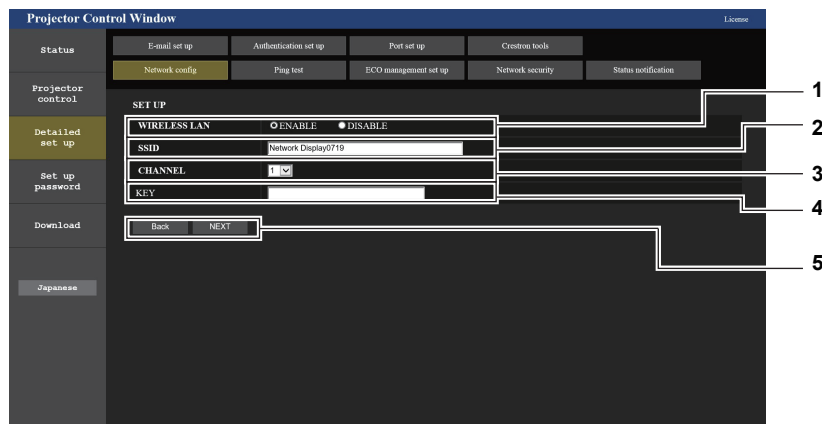 Projector Control Window License
Status
E-mail set up Authentication set up Port set up Crestron tools
Network config Ping test ECO management set up Network security Status notification
Projector
control
Detailed
set up
Set up
password
Download
Japanese
SET UP
WIRELESS LAN ENABLE DISABLE
SSID Network Display0719
CHANNEL 1
KEY
Back NEXT
1
2
3
4
5